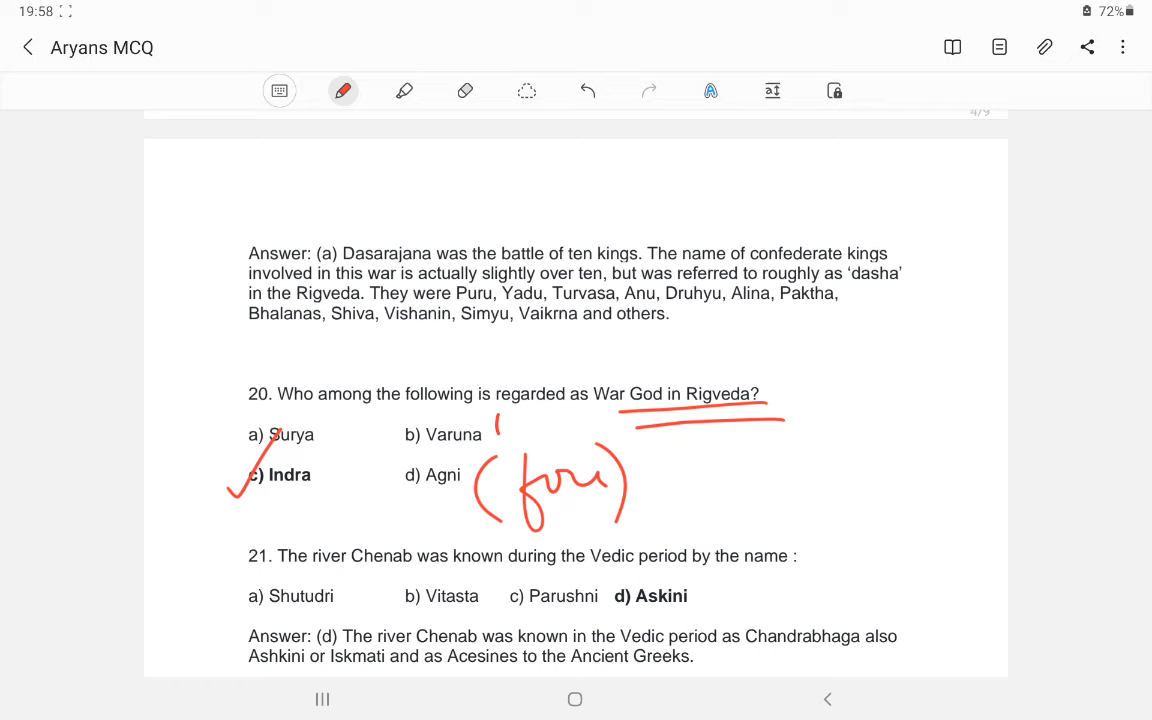 19:58
72%
Aryans MCQ
4/9
Answer: (a) Dasarajana was the battle of ten kings. The name of confederate kings
involved in this war is actually slightly over ten, but was referred to roughly as ‘dasha’
in the Rigveda. They were Puru, Yadu, Turvasa, Anu, Druhyu, Alina, Paktha,
Bhalanas, Shiva, Vishanin, Simyu, Vaikrna and others.
20. Who among the following is regarded as War God in Rigveda?
a) Surya b) Varuna
c) Indra d) Agni
21. The river Chenab was known during the Vedic period by the name :
a) Shutudri b) Vitasta c) Parushni d) Askini
Answer: (d) The river Chenab was known in the Vedic period as Chandrabhaga also
Ashkini or Iskmati and as Acesines to the Ancient Greeks.